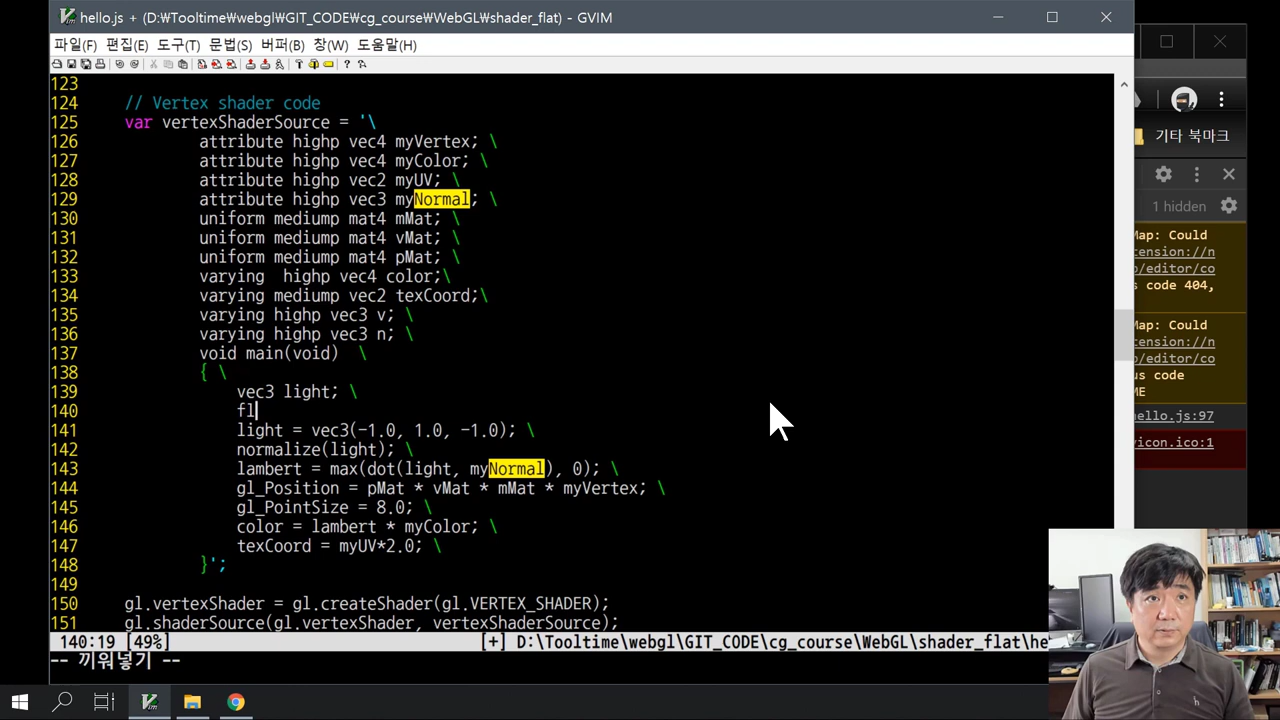 hello.js + (D:₩Tooltime₩webgl₩GIT_CODE₩cg_course₩WebGL₩shader_flat) - GVIM
파일(F) 편집(E) 도구(T) 문법(S) 버퍼(B) 창(W) 도움말(H)
123
124 // Vertex shader code
125 var vertexShaderSource = '\
126 attribute highp vec4 myVertex; \
127 attribute highp vec4 myColor; \
128 attribute highp vec2 myUV; \
129 attribute highp vec3 myNormal; \
130 uniform mediump mat4 mMat; \
131 uniform mediump mat4 vMat; \
132 uniform mediump mat4 pMat; \
133 varying  highp vec4 color;\
134 varying mediump vec2 texCoord;\
135 varying highp vec3 v; \
136 varying highp vec3 n; \
137 void main(void)  \
138 { \
139 vec3 light; \
140 fl
141 light = vec3(-1.0, 1.0, -1.0); \
142 normalize(light); \
143 lambert = max(dot(light, myNormal), 0); \
144 gl_Position = pMat * vMat * mMat * myVertex; \
145 gl_PointSize = 8.0; \
146 color = lambert * myColor; \
147 texCoord = myUV*2.0; \
148 }';
149
150 gl.vertexShader = gl.createShader(gl.VERTEX_SHADER);
151 gl.shaderSource(gl.vertexShader, vertexShaderSource);
140:19 [49%] [+] D:\Tooltime\webgl\GIT_CODE\cg_course\WebGL\shader_flat\he
-- 끼워넣기 --
기타 북마크
1 hidden
Map: Could
tension://n
o/editor/co
s code 404,
Map: Could
tension://n
o/editor/co
us code
ME
hello.js:97
vicon.ico:1